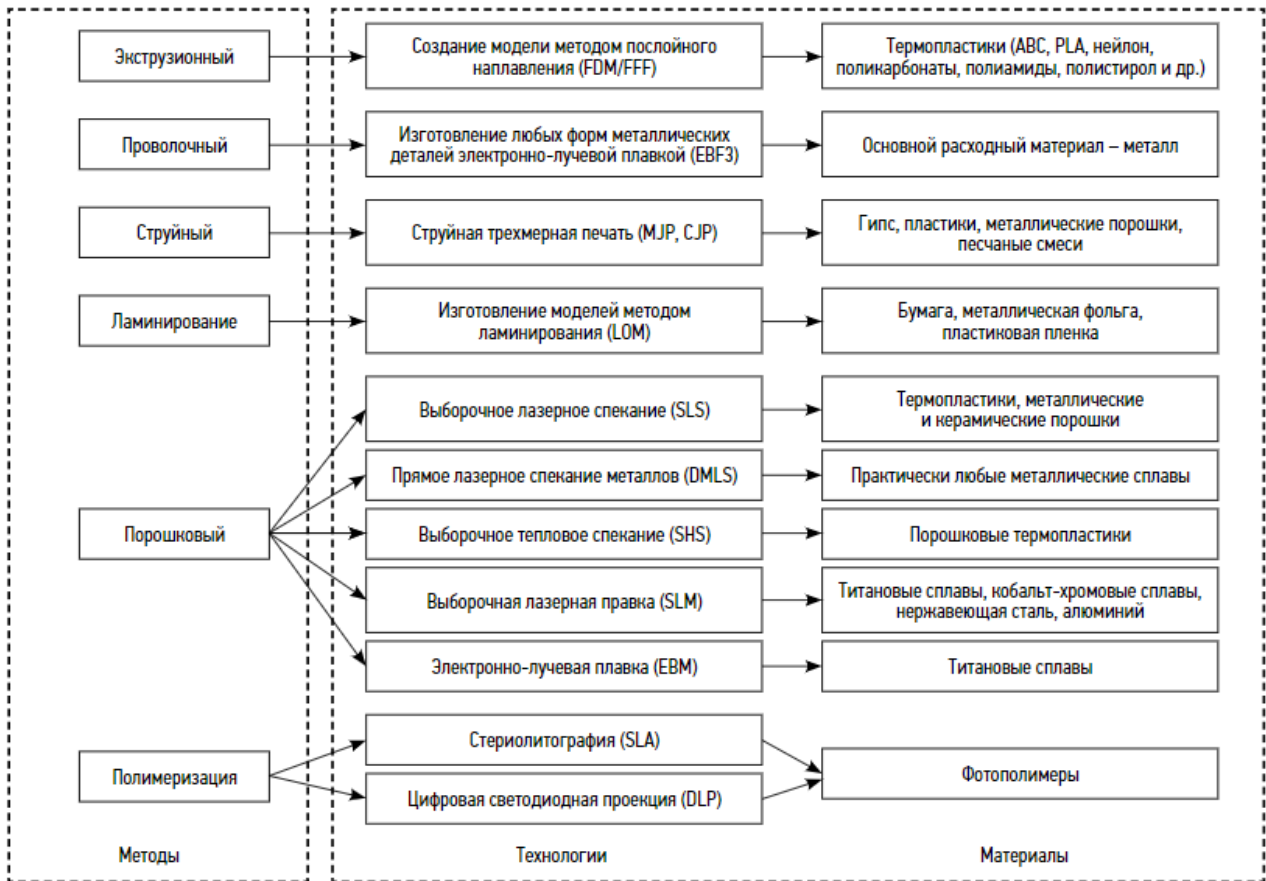 Экструзионный
Создание модели методом послойного
наплавления (FDM/FFF)
Термопластики (ABC, PLA, нейлон,
поликарбонаты, полиамиды, полистирол и др.)
Проволочный
Изготовление любых форм металлических
деталей электронно-лучевой плавкой (EBF3)
Основной расходный материал – металл
Струйный
Струйная трехмерная печать (MJP, CJP)
Гипс, пластики, металлические порошки,
песчаные смеси
Ламинирование
Изготовление моделей методом
ламинирования (LOM)
Бумага, металлическая фольга,
пластиковая пленка
Порошковый
Выборочное лазерное спекание (SLS)
Термопластики, металлические
и керамические порошки
Прямое лазерное спекание металлов (DMLS)
Практически любые металлические сплавы
Выборочное тепловое спекание (SHS)
Порошковые термопластики
Выборочная лазерная правка (SLM)
Титановые сплавы, кобальт-хромовые сплавы,
нержавеющая сталь, алюминий
Электронно-лучевая плавка (EBM)
Титановые сплавы
Полимеризация
Стериолитография (SLA)
Цифровая светодиодная проекция (DLP)
Фотополимеры
Методы
Технологии
Материалы